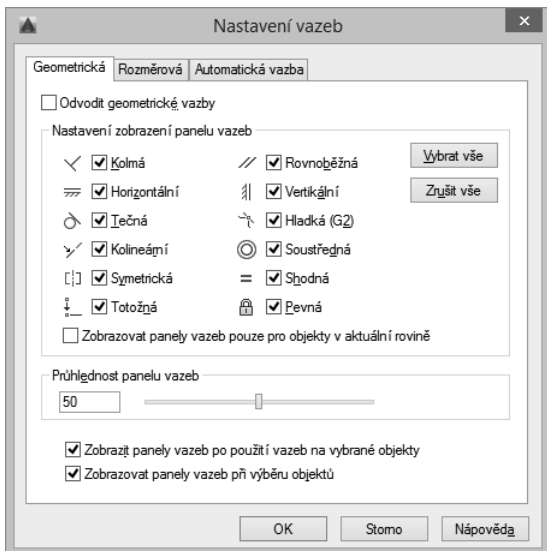 Nastavení vazeb
Geometrická Rozměrová Automatická vazba
Odvodit geometrické vazby
Nastavení zobrazení panelu vazeb
Kolmá Rovnoběžná Vybrat vše
Horizontální Vertikální Zrušit vše
Tečná Hladká (G2)
Kolineární Soustředná
Symetrická Shodná
Totožná Pevná
Zobrazovat panely vazeb pouze pro objekty v aktuální rovině
Průhlednost panelu vazeb
50
Zobrazit panely vazeb po použití vazeb na vybrané objekty
Zobrazovat panely vazeb při výběru objektů
OK Storno Nápověda